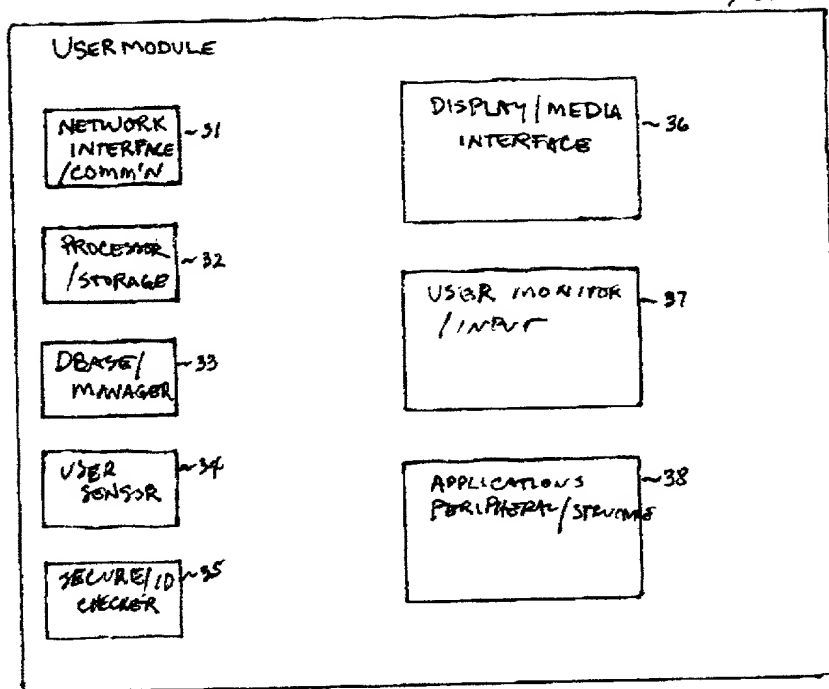 USER MODULE
NETWORK
INTERFACE
/COMM'N
31
PROCESSOR
/STORAGE
32
DBASE/
MANAGER
33
USER
SENSOR
34
SECURE/ID
CHECKER
35
DISPLAY/MEDIA
INTERFACE
36
USER MONITOR
/INPUT
37
APPLICATIONS
PERIPHERAL/STRUCTURE
38